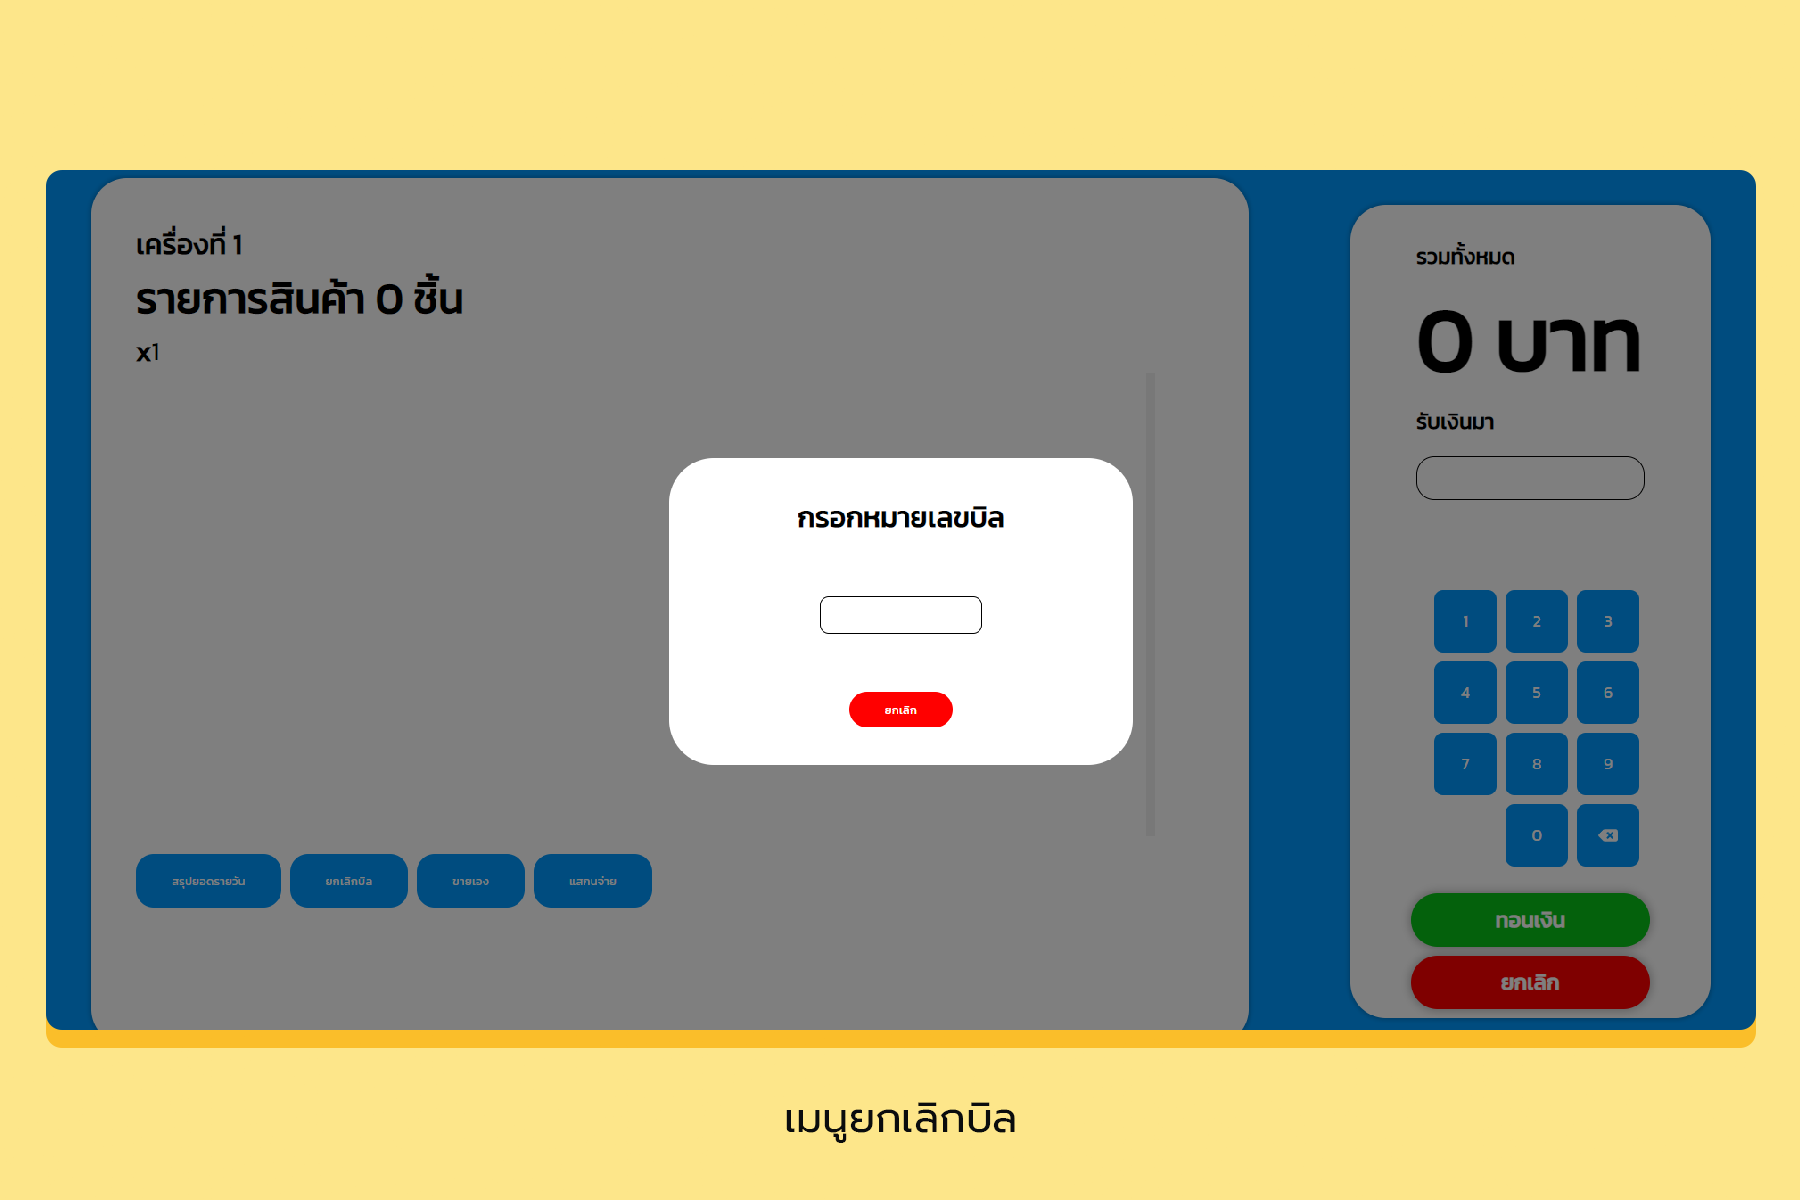 เครื่องที่ 1
รายการสินค้า 0 ชิ้น
x1
กรอกหมายเลขบิล
ยกเลิก
สรุปยอดรายวัน
ยกเลิกบิล
ขายเอง
แสกนจ่าย
รวมทั้งหมด
0 บาท
รับเงินมา
1 2 3
4 5 6
7 8 9
0
ทอนเงิน
ยกเลิก
เมนูยกเลิกบิล